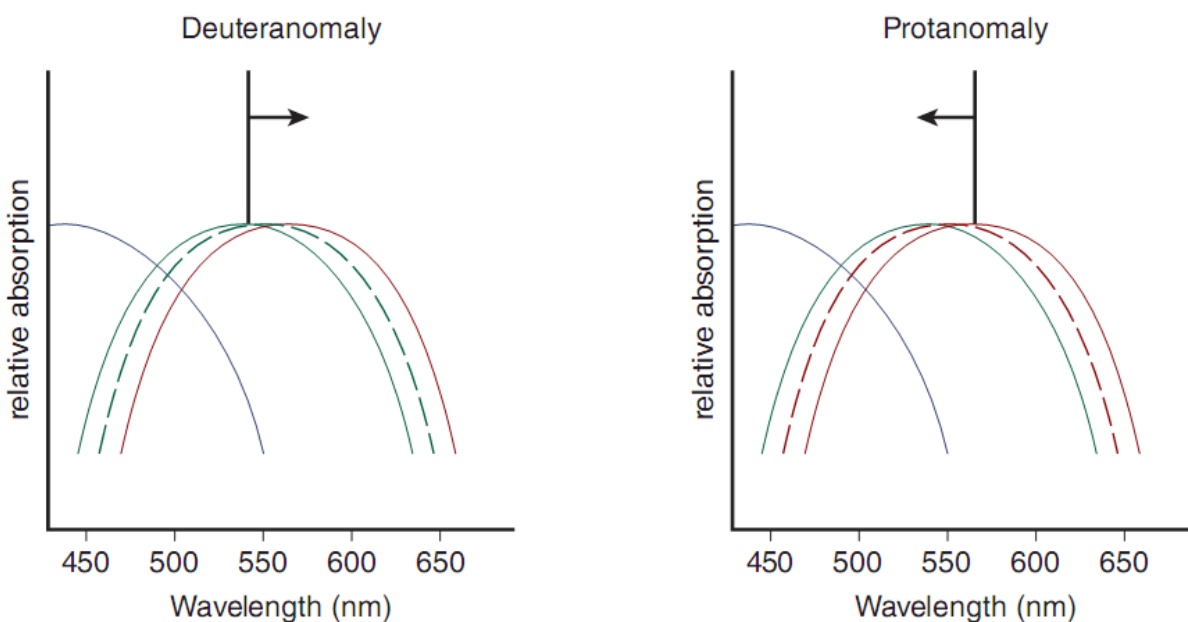 Deuteranomaly
relative absorption
450 500 550 600 650
Wavelength (nm)
Protanomaly
relative absorption
450 500 550 600 650
Wavelength (nm)